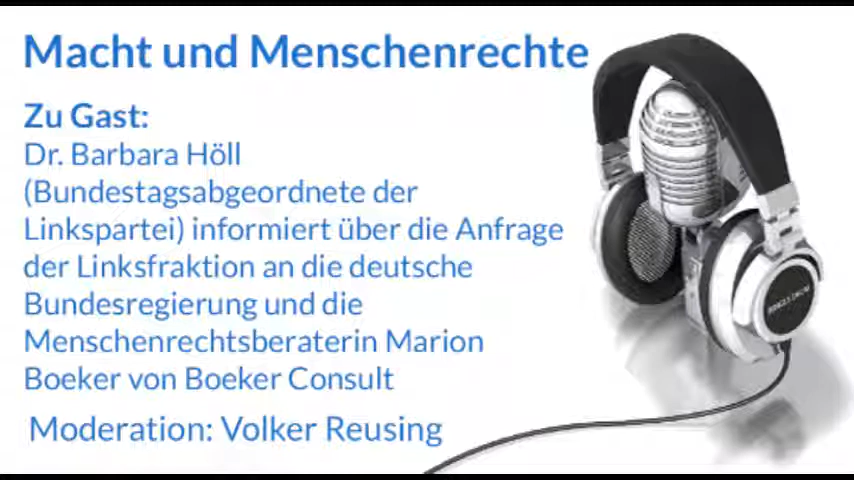 Macht und Menschenrechte
Zu Gast:
Dr. Barbara Höll
(Bundestagsabgeordnete der
Linkspartei) informiert über die Anfrage
der Linksfraktion an die deutsche
Bundesregierung und die
Menschenrechtsberaterin Marion
Boeker von Boeker Consult
Moderation: Volker Reusing